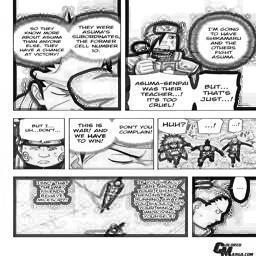 I'M GOING
TO HAVE
SHIKAMARU
AND THE
OTHERS
FIGHT
ASUMA.
THEY WERE
ASUMA'S
SUBORDINATES,
THE FORMER
CELL NUMBER
10.
SO THEY
KNOW MORE
ABOUT ASUMA
THAN ANYONE
ELSE. THEY
HAVE A CHANCE
AT VICTORY!
BUT...
THAT'S
JUST...!
ASUMA-SENPAI
WAS THEIR
TEACHER...!
IT'S TOO
CRUEL!
HUH?
...!
...!
DON'T YOU
COMPLAIN!
THIS IS
WAR! AND
WE HAVE
TO WIN!
BUT I...
UH...DON'T...
COLORED
MANGA.COM